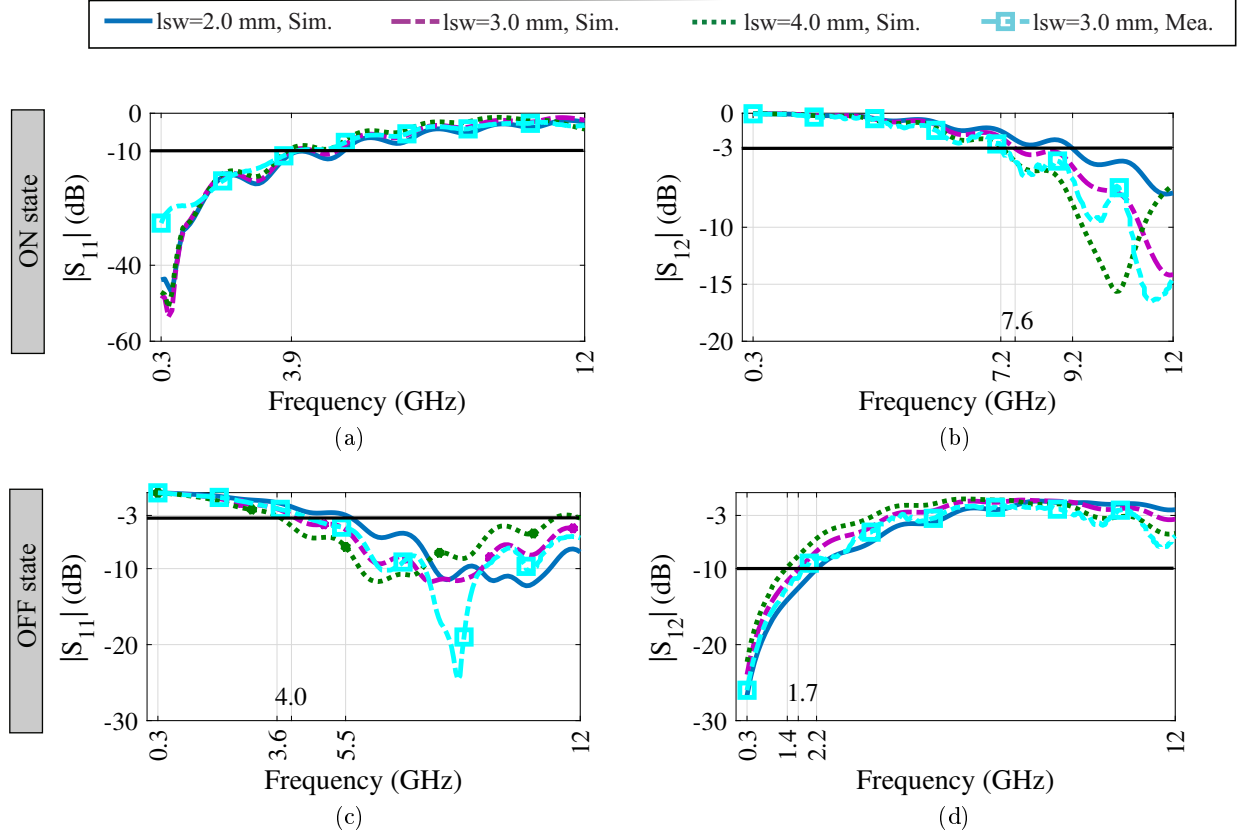 lsw=2.0 mm, Sim. lsw=3.0 mm, Sim. lsw=4.0 mm, Sim. lsw=3.0 mm, Mea.
ON state
|S11| (dB)
0
-10
-40
-60
0.3 3.9 12
Frequency (GHz)
(a)
|S12| (dB)
0
-3
-10
-15
-20
7.6
0.3 7.2 9.2 12
Frequency (GHz)
(b)
OFF state
|S11| (dB)
-3
-10
-20
-30
4.0
0.3 3.6 5.5 12
Frequency (GHz)
(c)
|S12| (dB)
-3
-10
-20
-30
1.7
0.3 1.4 2.2 12
Frequency (GHz)
(d)